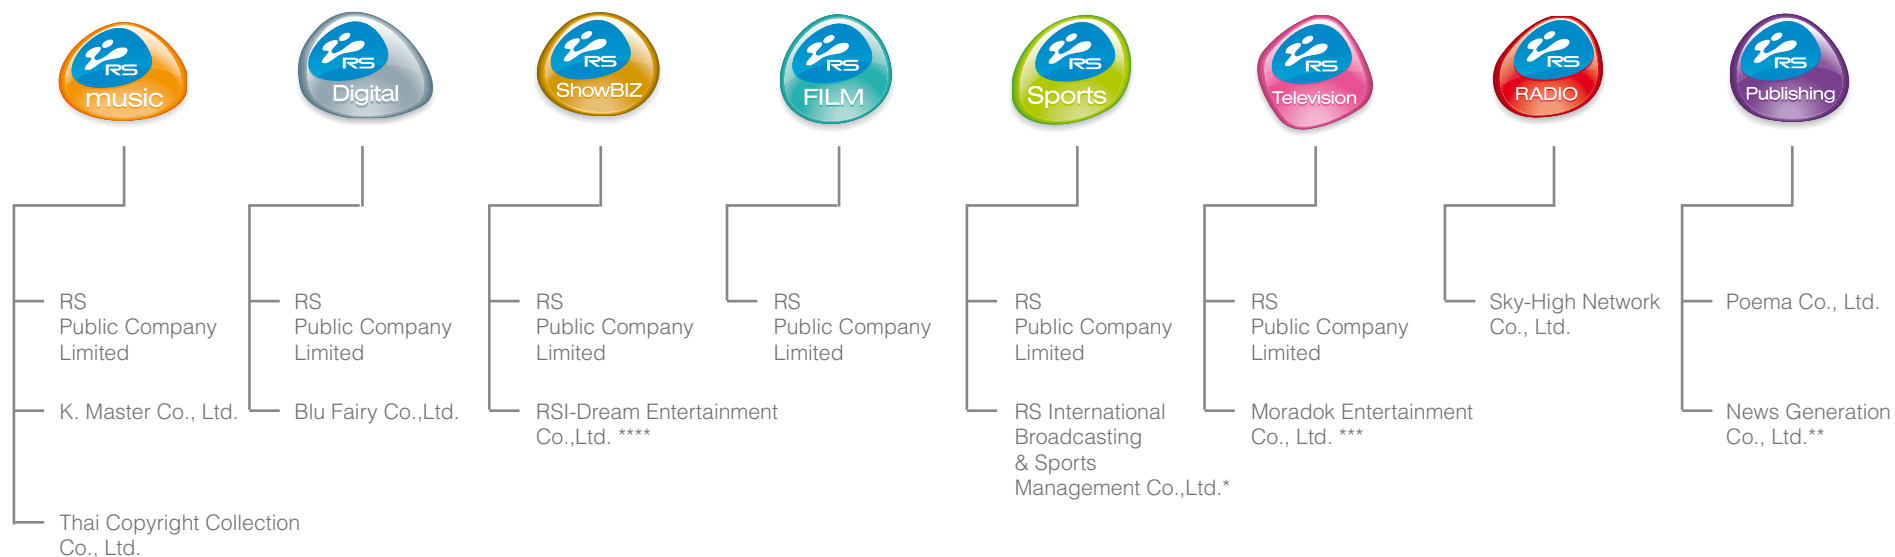 RS
music
RS
Digital
RS
ShowBIZ
RS
FILM
RS
Sports
RS
Television
RS
RADIO
RS
Publishing
RS
Public Company
Limited
K. Master Co., Ltd.
Thai Copyright Collection
Co., Ltd.
RS
Public Company
Limited
Blu Fairy Co.,Ltd.
RS
Public Company
Limited
RSI-Dream Entertainment
Co.,Ltd. ****
RS
Public Company
Limited
RS
Public Company
Limited
RS International
Broadcasting
& Sports
Management Co.,Ltd.*
RS
Public Company
Limited
Moradok Entertainment
Co., Ltd. ***
Sky-High Network
Co., Ltd.
Poema Co., Ltd.
News Generation
Co., Ltd.**